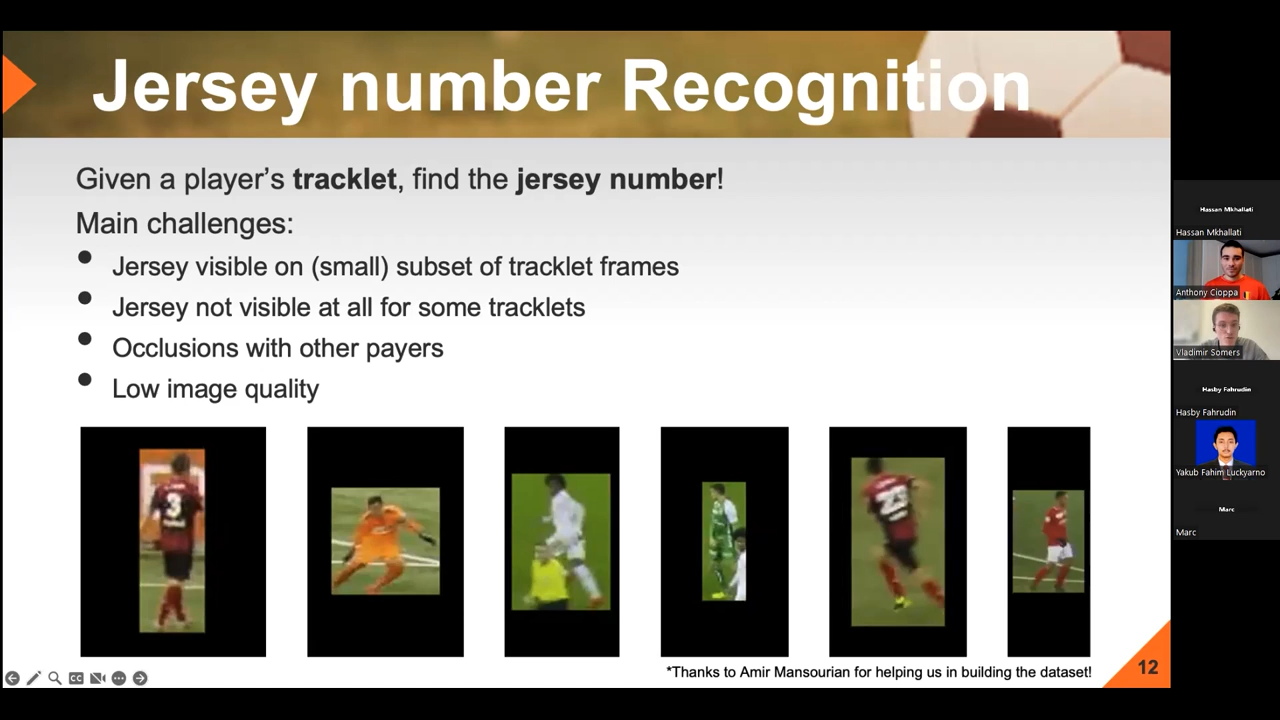 Jersey number Recognition
Given a player's tracklet, find the jersey number!
Main challenges:
Jersey visible on (small) subset of tracklet frames
Jersey not visible at all for some tracklets
Occlusions with other payers
Low image quality
3
23
*Thanks to Amir Mansourian for helping us in building the dataset!
12
CC
Hassan Mkhallati
Hassan Mkhallati
Anthony Cioppa
Vladimir Somers
Hasby Fahrudin
Hasby Fahrudin
Yakub Fahim Luckyarno
Marc
Marc